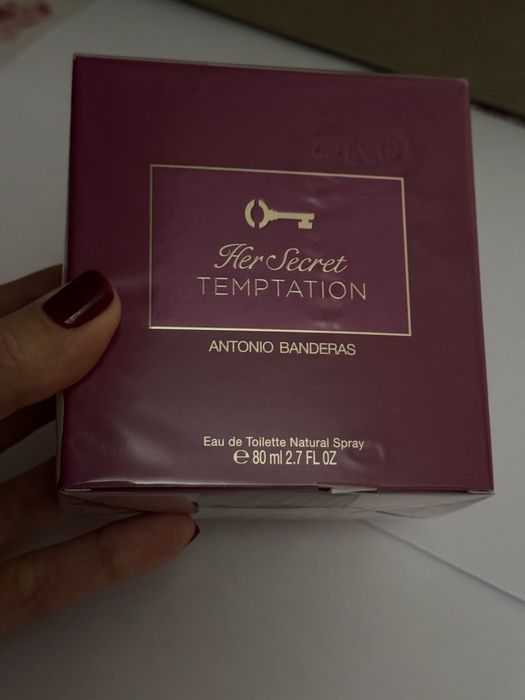 Her Secret
TEMPTATION
ANTONIO BANDERAS
Eau de Toilette Natural Spray
℮ 80 ml 2.7 FL OZ